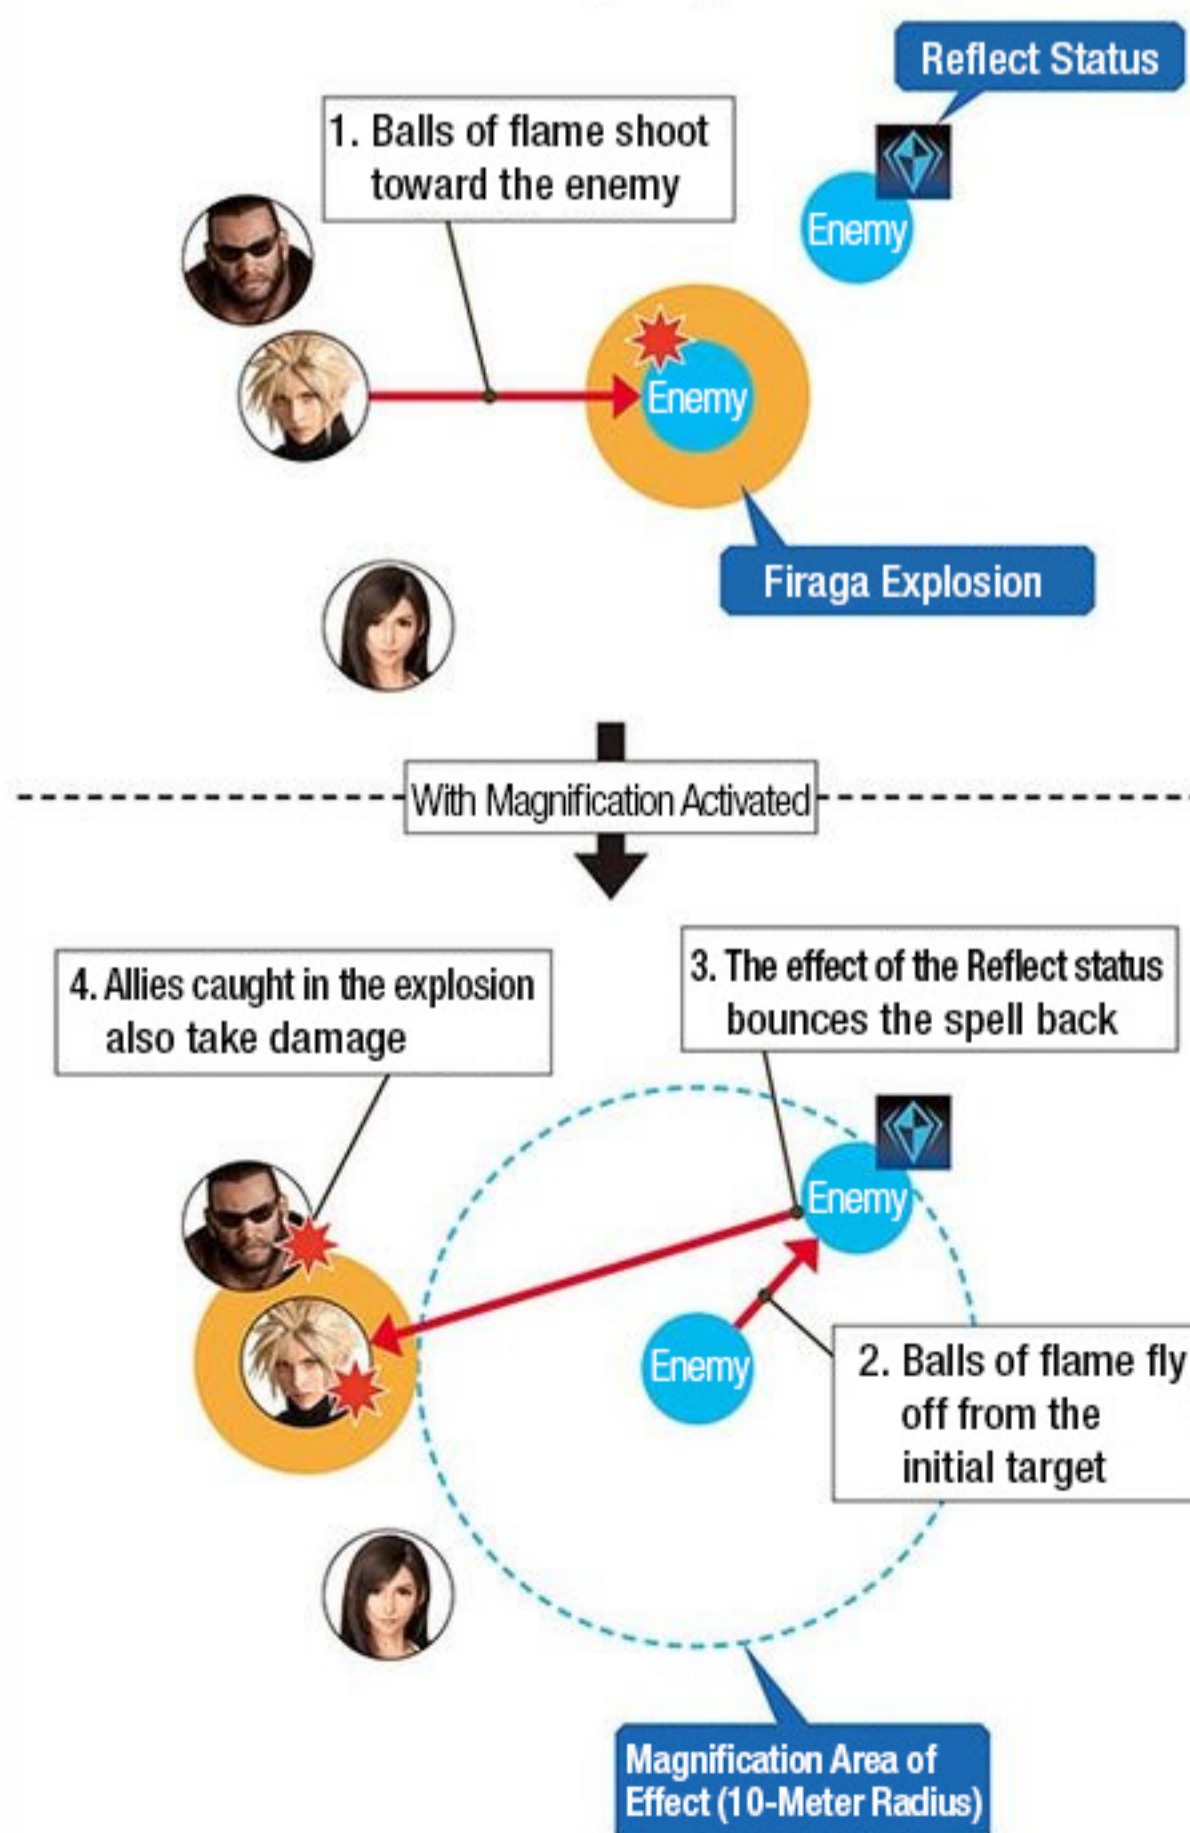 Reflect Status
1. Balls of flame shoot
toward the enemy
Enemy
Enemy
Firaga Explosion
With Magnification Activated
4. Allies caught in the explosion
also take damage
3. The effect of the Reflect status
bounces the spell back
Enemy
Enemy
2. Balls of flame fly
off from the
initial target
Magnification Area of
Effect (10-Meter Radius)